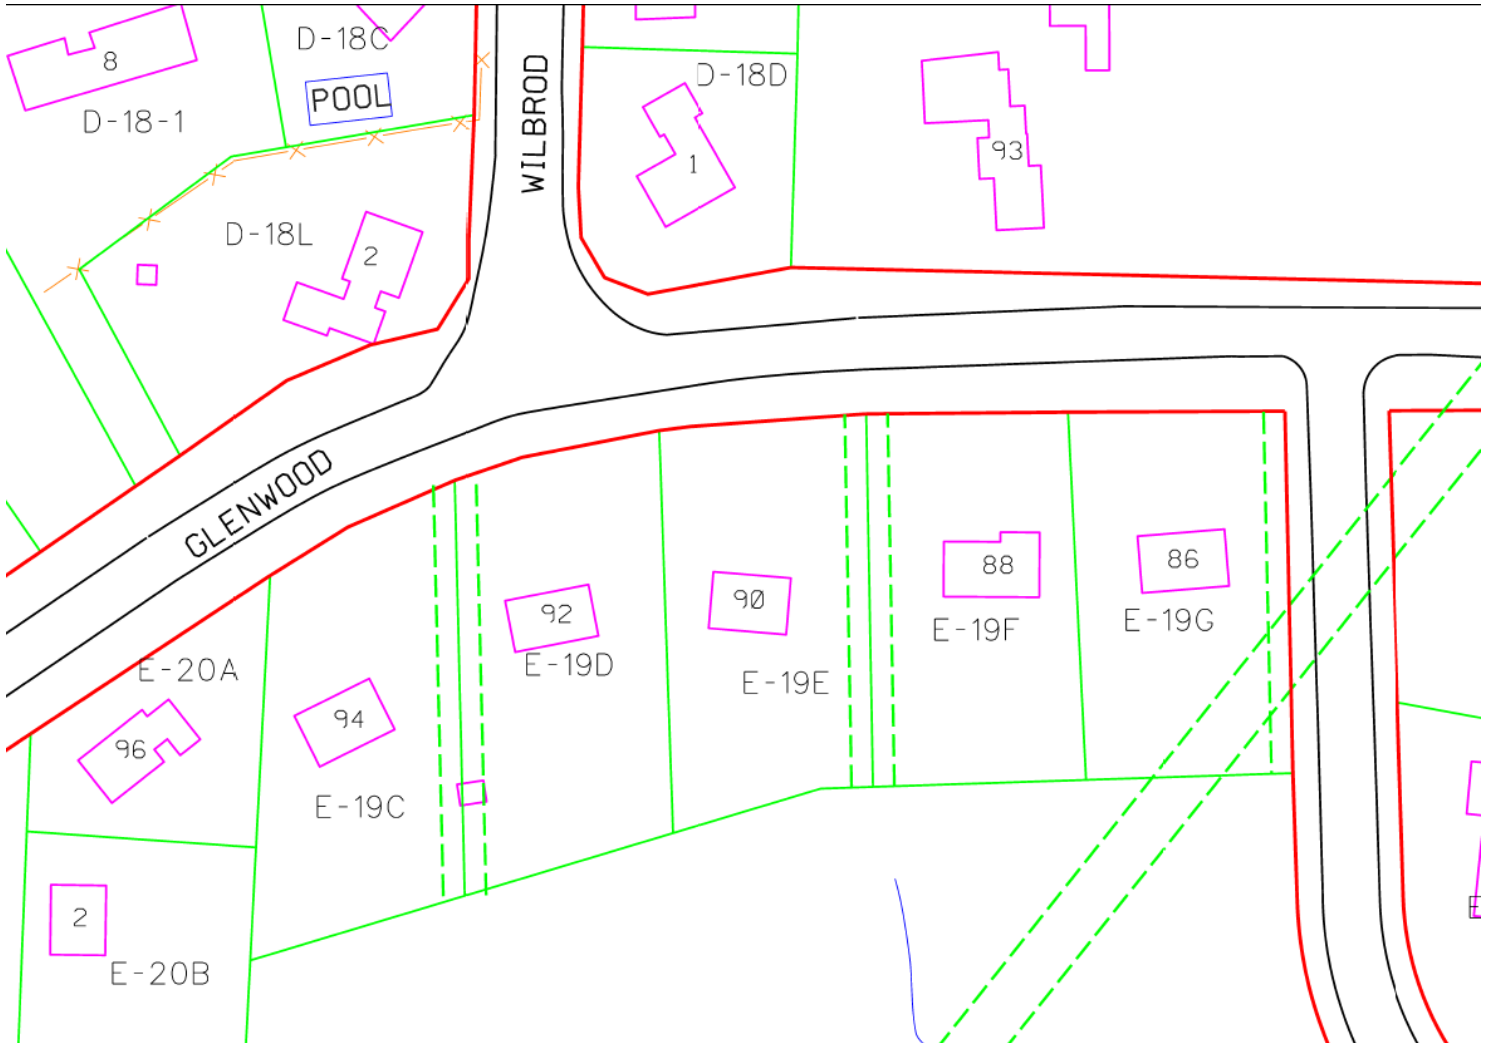 D-18C
8
POOL
D-18-1
WILBROD
D-18D
1
93
D-18L
2
GLENWOOD
88
86
92
90
E-19F
E-19G
E-20A
E-19D
E-19E
94
96
E-19C
2
E-20B
E